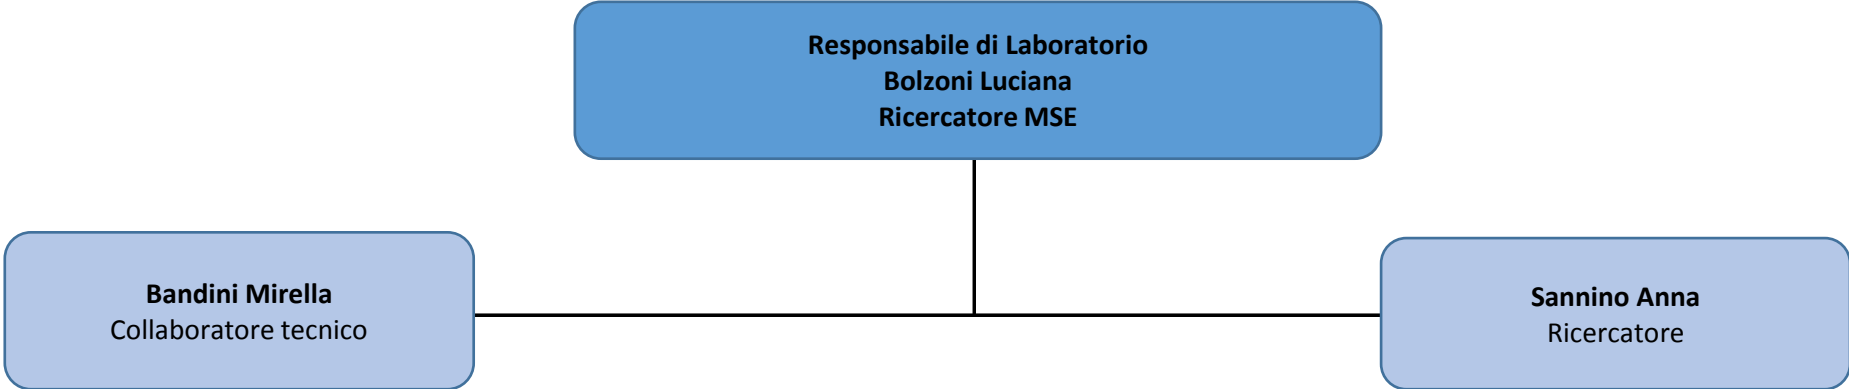 Responsabile di Laboratorio
Bolzoni Luciana
Ricercatore MSE
Bandini Mirella
Collaboratore tecnico
Sannino Anna
Ricercatore